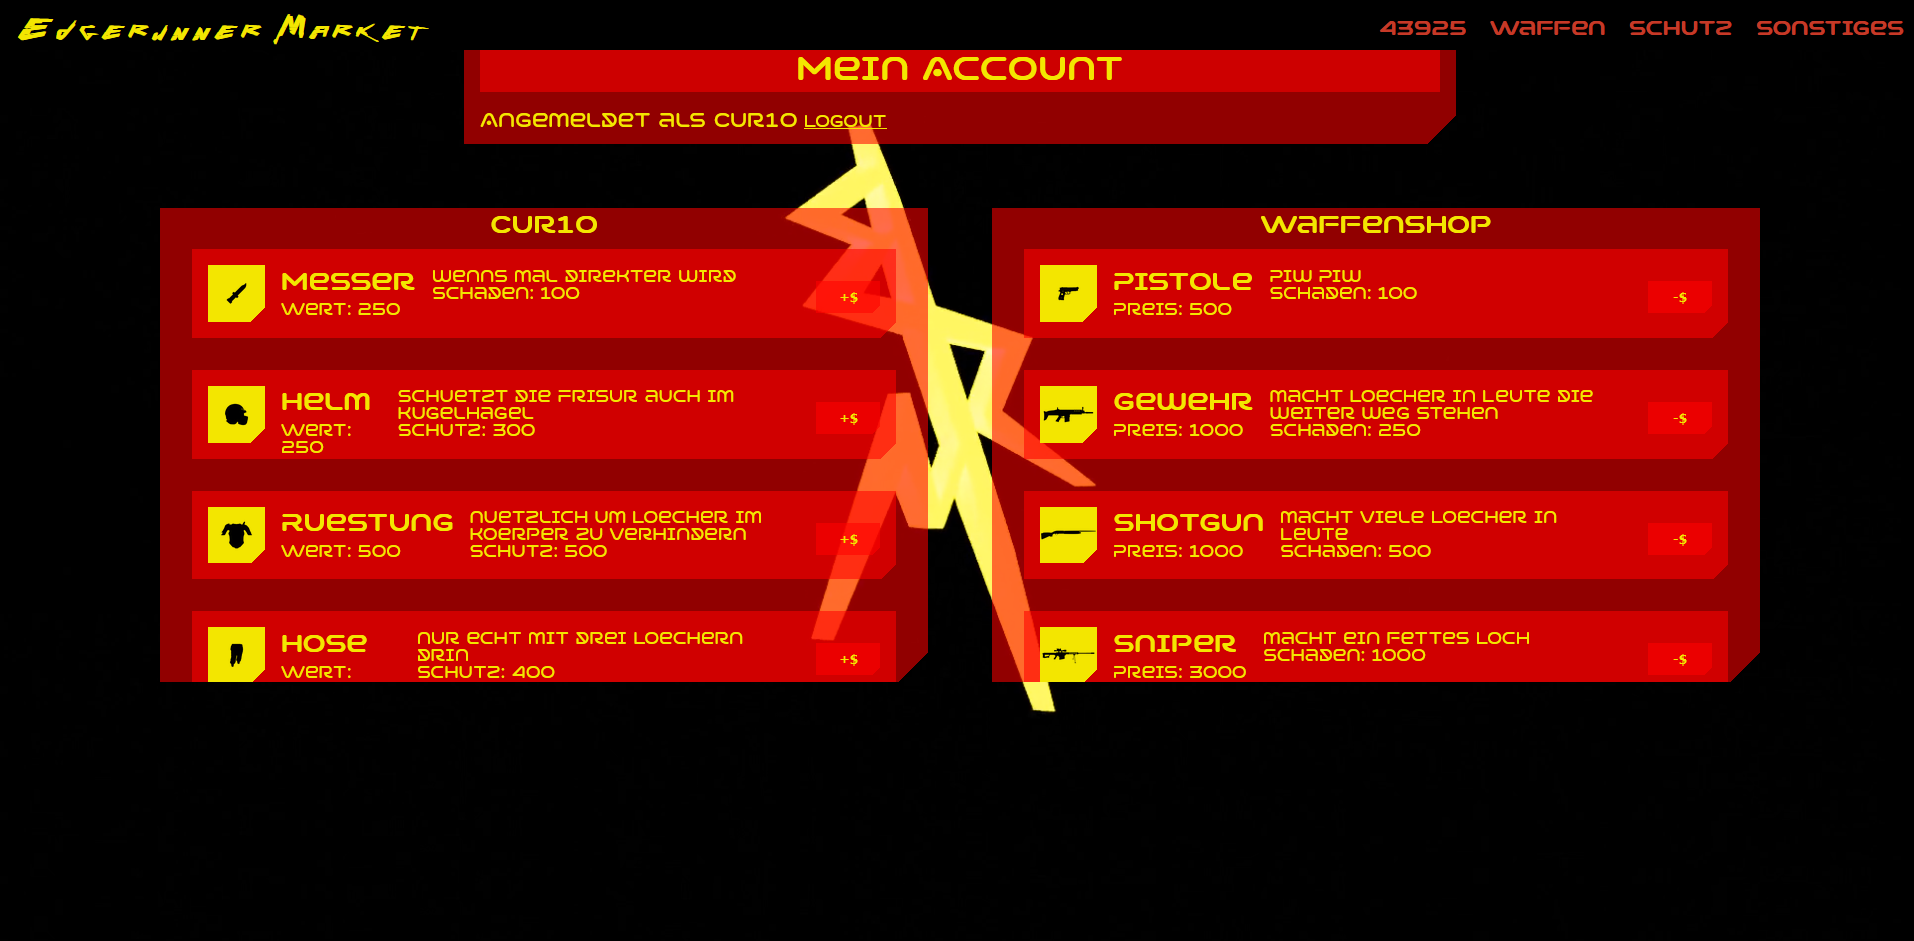 Edgerunner Market
43925 Waffen Schutz Sonstiges
Mein Account
Angemeldet als Cur10 Logout
Cur10
Messer
Wert: 250
Wenns mal direkter wird
Schaden: 100
+$
Helm
Wert:
250
Schuetzt die Frisur auch im
Kugelhagel
Schutz: 300
+$
Ruestung
Wert: 500
Nuetzlich um Loecher im
Koerper zu verhindern
Schutz: 500
+$
Hose
Wert:
Nur echt mit drei Loechern
drin
Schutz: 400
+$
Waffenshop
Pistole
Preis: 500
Piw Piw
Schaden: 100
-$
Gewehr
Preis: 1000
Macht Loecher in Leute die
weiter weg stehen
Schaden: 250
-$
Shotgun
Preis: 1000
Macht viele Loecher in
Leute
Schaden: 500
-$
Sniper
Preis: 3000
Macht ein fettes Loch
Schaden: 1000
-$